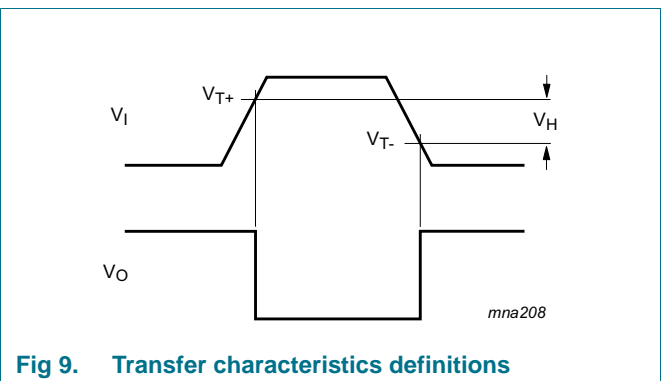 V_T+
V_I
V_H
V_T-
V_O
mna208
Fig 9. Transfer characteristics definitions